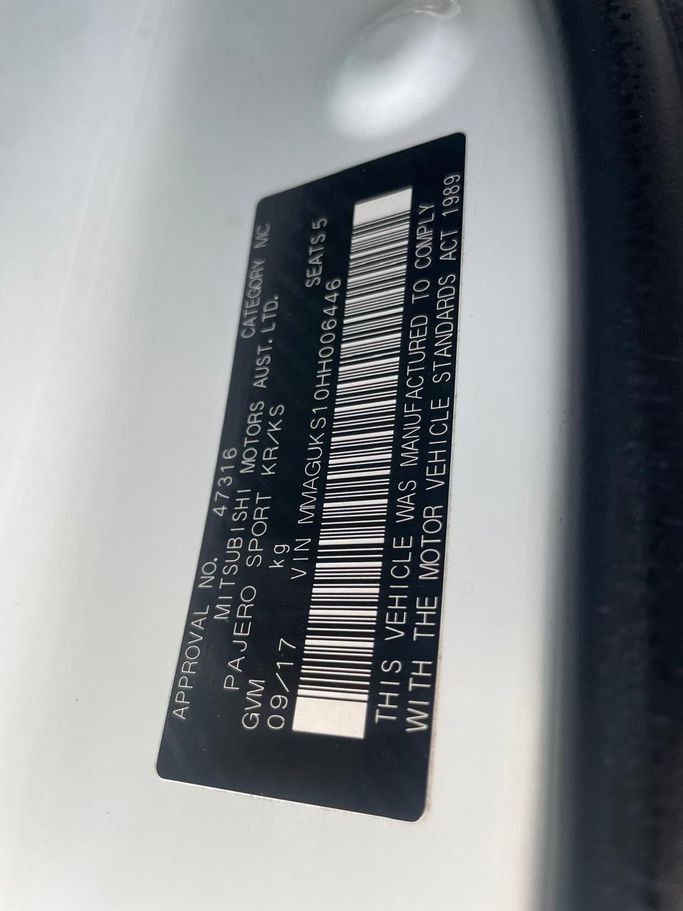 APPROVAL NO. 47316 CATEGORY MC
MITSUBISHI MOTORS AUST. LTD.
PAJERO SPORT KR/KS
GVM kg SEATS 5
09/17 VIN MMAGUKS10HH006446
THIS VEHICLE WAS MANUFACTURED TO COMPLY
WITH THE MOTOR VEHICLE STANDARDS ACT 1989